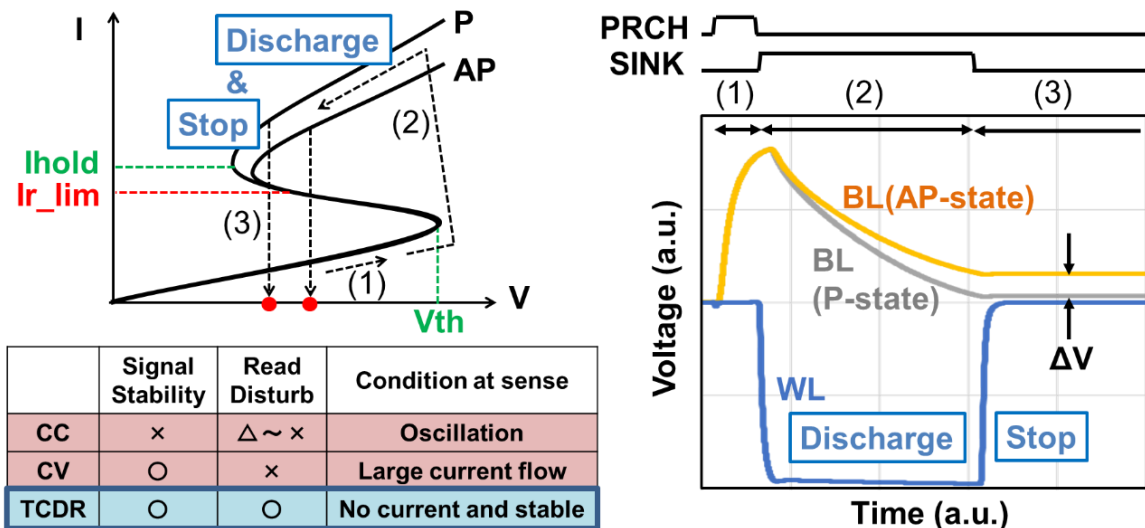 I
P
AP
Discharge
&
Stop
(2)
Ihold
Ir_lim
(3)
(1)
V
Vth
Signal Stability
Read Disturb
Condition at sense
CC × △~× Oscillation
CV ○ × Large current flow
TCDR ○ ○ No current and stable
PRCH
SINK
(1) (2) (3)
BL(AP-state)
BL
(P-state)
ΔV
WL
Discharge
Stop
Voltage (a.u.)
Time (a.u.)